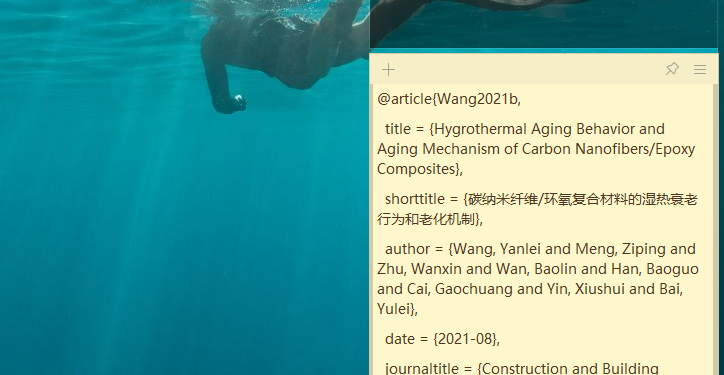 @article{Wang2021b,
title = {Hygrothermal Aging Behavior and
Aging Mechanism of Carbon Nanofibers/Epoxy
Composites},
shorttitle = {碳纳米纤维/环氧复合材料的湿热衰老
行为和老化机制},
author = {Wang, Yanlei and Meng, Ziping and
Zhu, Wanxin and Wan, Baolin and Han, Baoguo
and Cai, Gaochuang and Yin, Xiushui and Bai,
Yulei},
date = {2021-08},
journaltitle = {Construction and Building